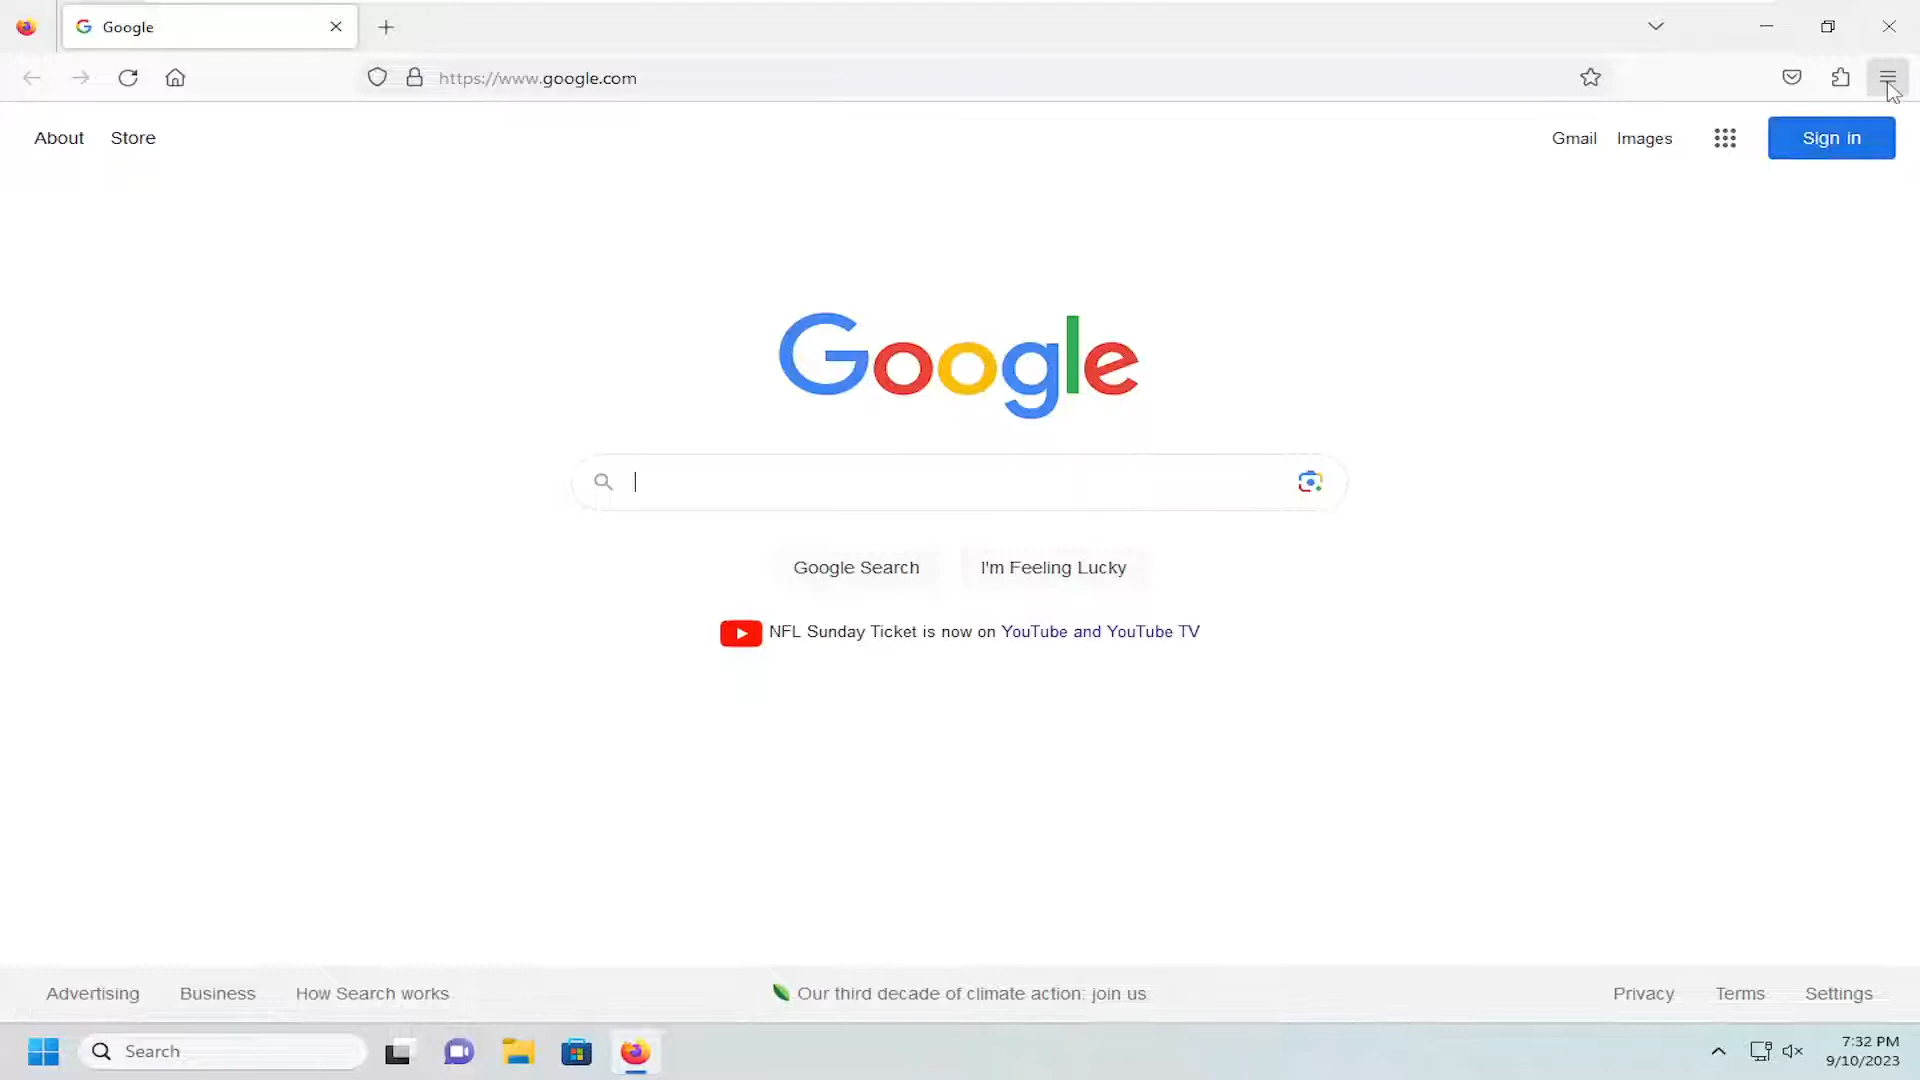 Google
https://www.google.com
About Store
Gmail Images Sign in
Google
Google Search I'm Feeling Lucky
NFL Sunday Ticket is now on YouTube and YouTube TV
Advertising Business How Search works
Our third decade of climate action: join us
Privacy Terms Settings
Search
7:32 PM
9/10/2023